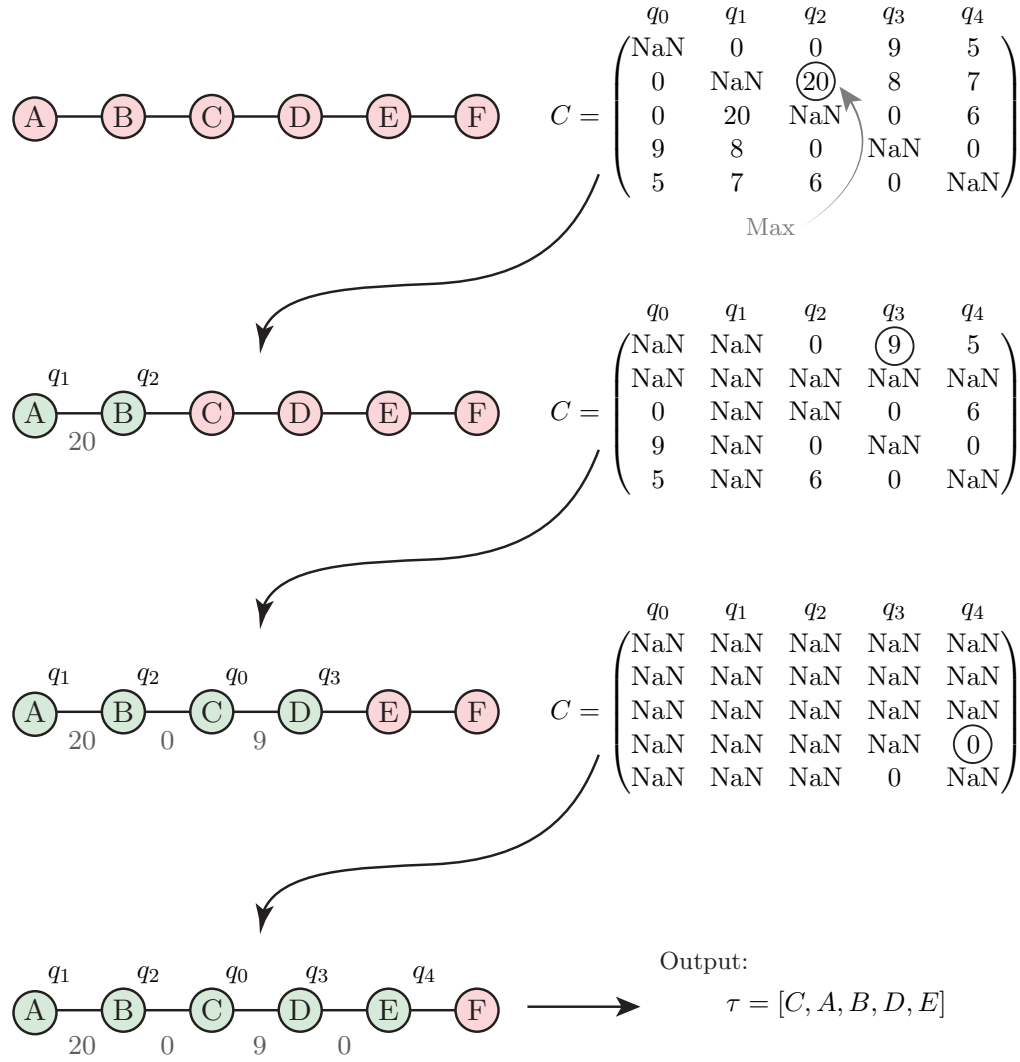 q0 q1 q2 q3 q4
NaN 0 0 9 5
0 NaN 20 8 7
A B C D E F C = 0 20 NaN 0 6
9 8 0 NaN 0
5 7 6 0 NaN
Max
q0 q1 q2 q3 q4
NaN NaN 0 9 5
q1 q2 NaN NaN NaN NaN NaN
A B C D E F C = 0 NaN NaN 0 6
20 9 NaN 0 NaN 0
5 NaN 6 0 NaN
q0 q1 q2 q3 q4
NaN NaN NaN NaN NaN
q1 q2 q0 q3 NaN NaN NaN NaN NaN
A B C D E F C = NaN NaN NaN NaN NaN
20 0 9 NaN NaN NaN NaN 0
NaN NaN NaN 0 NaN
Output:
q1 q2 q0 q3 q4
A B C D E F τ = [C, A, B, D, E]
20 0 9 0